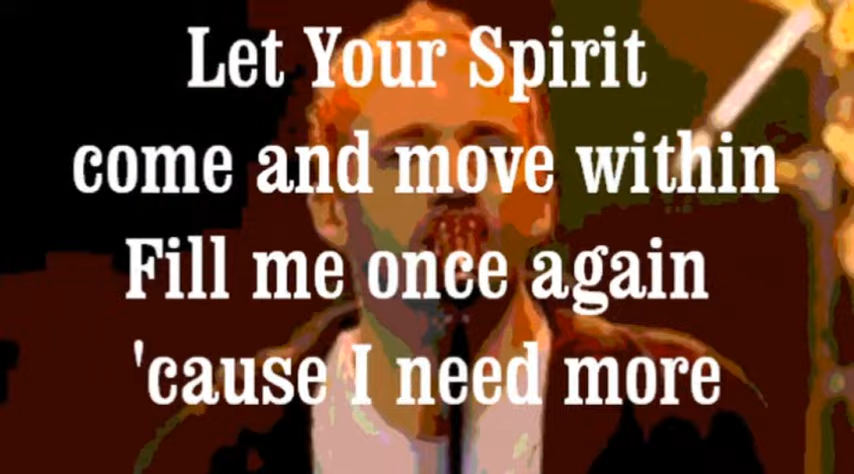 Let Your Spirit
come and move within
Fill me once again
'cause I need more